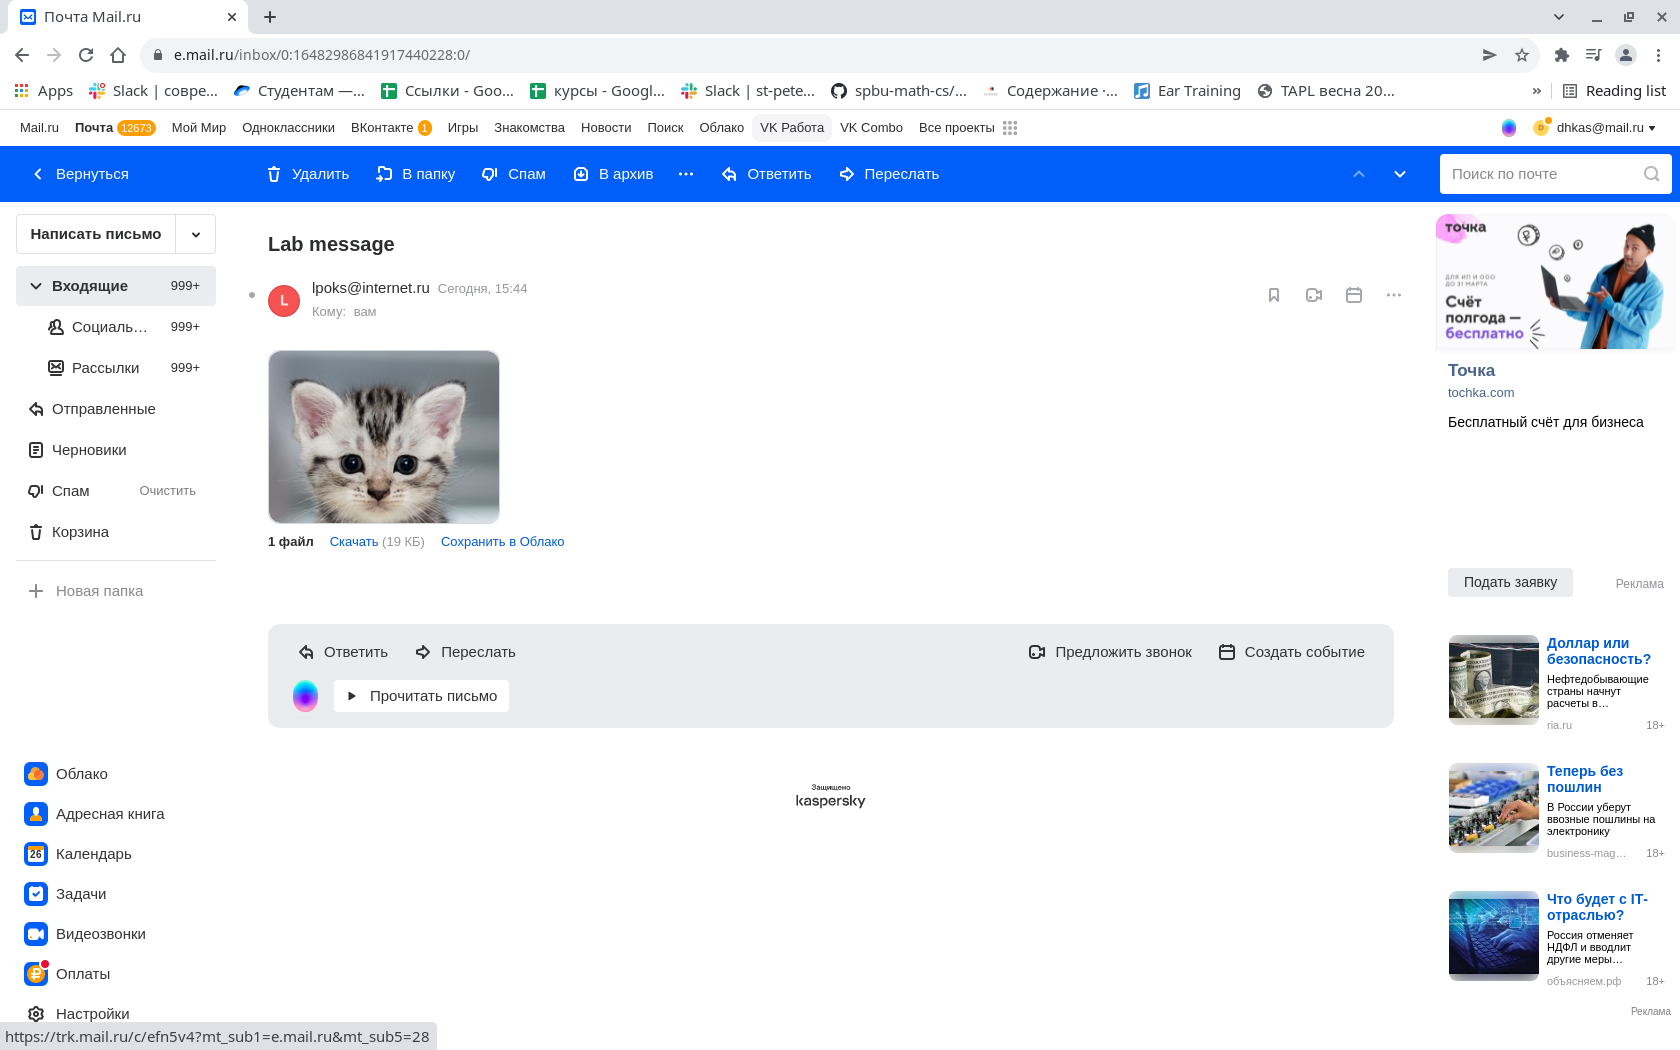 Почта Mail.ru
e.mail.ru/inbox/0:16482986841917440228:0/
Apps
Slack | совре...
Студентам —...
Ссылки - Goo...
курсы - Googl...
Slack | st-pete...
spbu-math-cs/...
Содержание ·...
Ear Training
TAPL весна 20...
»
Reading list
Mail.ru
Почта 12673
Мой Мир
Одноклассники
ВКонтакте 1
Игры
Знакомства
Новости
Поиск
Облако
VK Работа
VK Combo
Все проекты
dhkas@mail.ru
Вернуться
Удалить
В папку
Спам
В архив
Ответить
Переслать
Поиск по почте
Написать письмо
Входящие 999+
Социаль... 999+
Рассылки 999+
Отправленные
Черновики
Спам Очистить
Корзина
Новая папка
Облако
Адресная книга
26 Календарь
Задачи
Видеозвонки
Оплаты
Настройки
https://trk.mail.ru/c/efn5v4?mt_sub1=e.mail.ru&mt_sub5=28
Lab message
L
lpoks@internet.ru Сегодня, 15:44
Кому: вам
1 файл Скачать (19 КБ) Сохранить в Облако
Ответить Переслать Предложить звонок Создать событие
Прочитать письмо
Защищено
kaspersky
точка
ДЛЯ ИП И ООО
ДО 31 МАРТА
Счёт
полгода —
бесплатно
Точка
tochka.com
Бесплатный счёт для бизнеса
Подать заявку Реклама
Доллар или
безопасность?
Нефтедобывающие
страны начнут
расчеты в...
ria.ru 18+
Теперь без
пошлин
В России уберут
ввозные пошлины на
электронику
business-mag... 18+
Что будет с IT-
отраслью?
Россия отменяет
НДФЛ и вводит
другие меры...
объясняем.рф 18+
Реклама